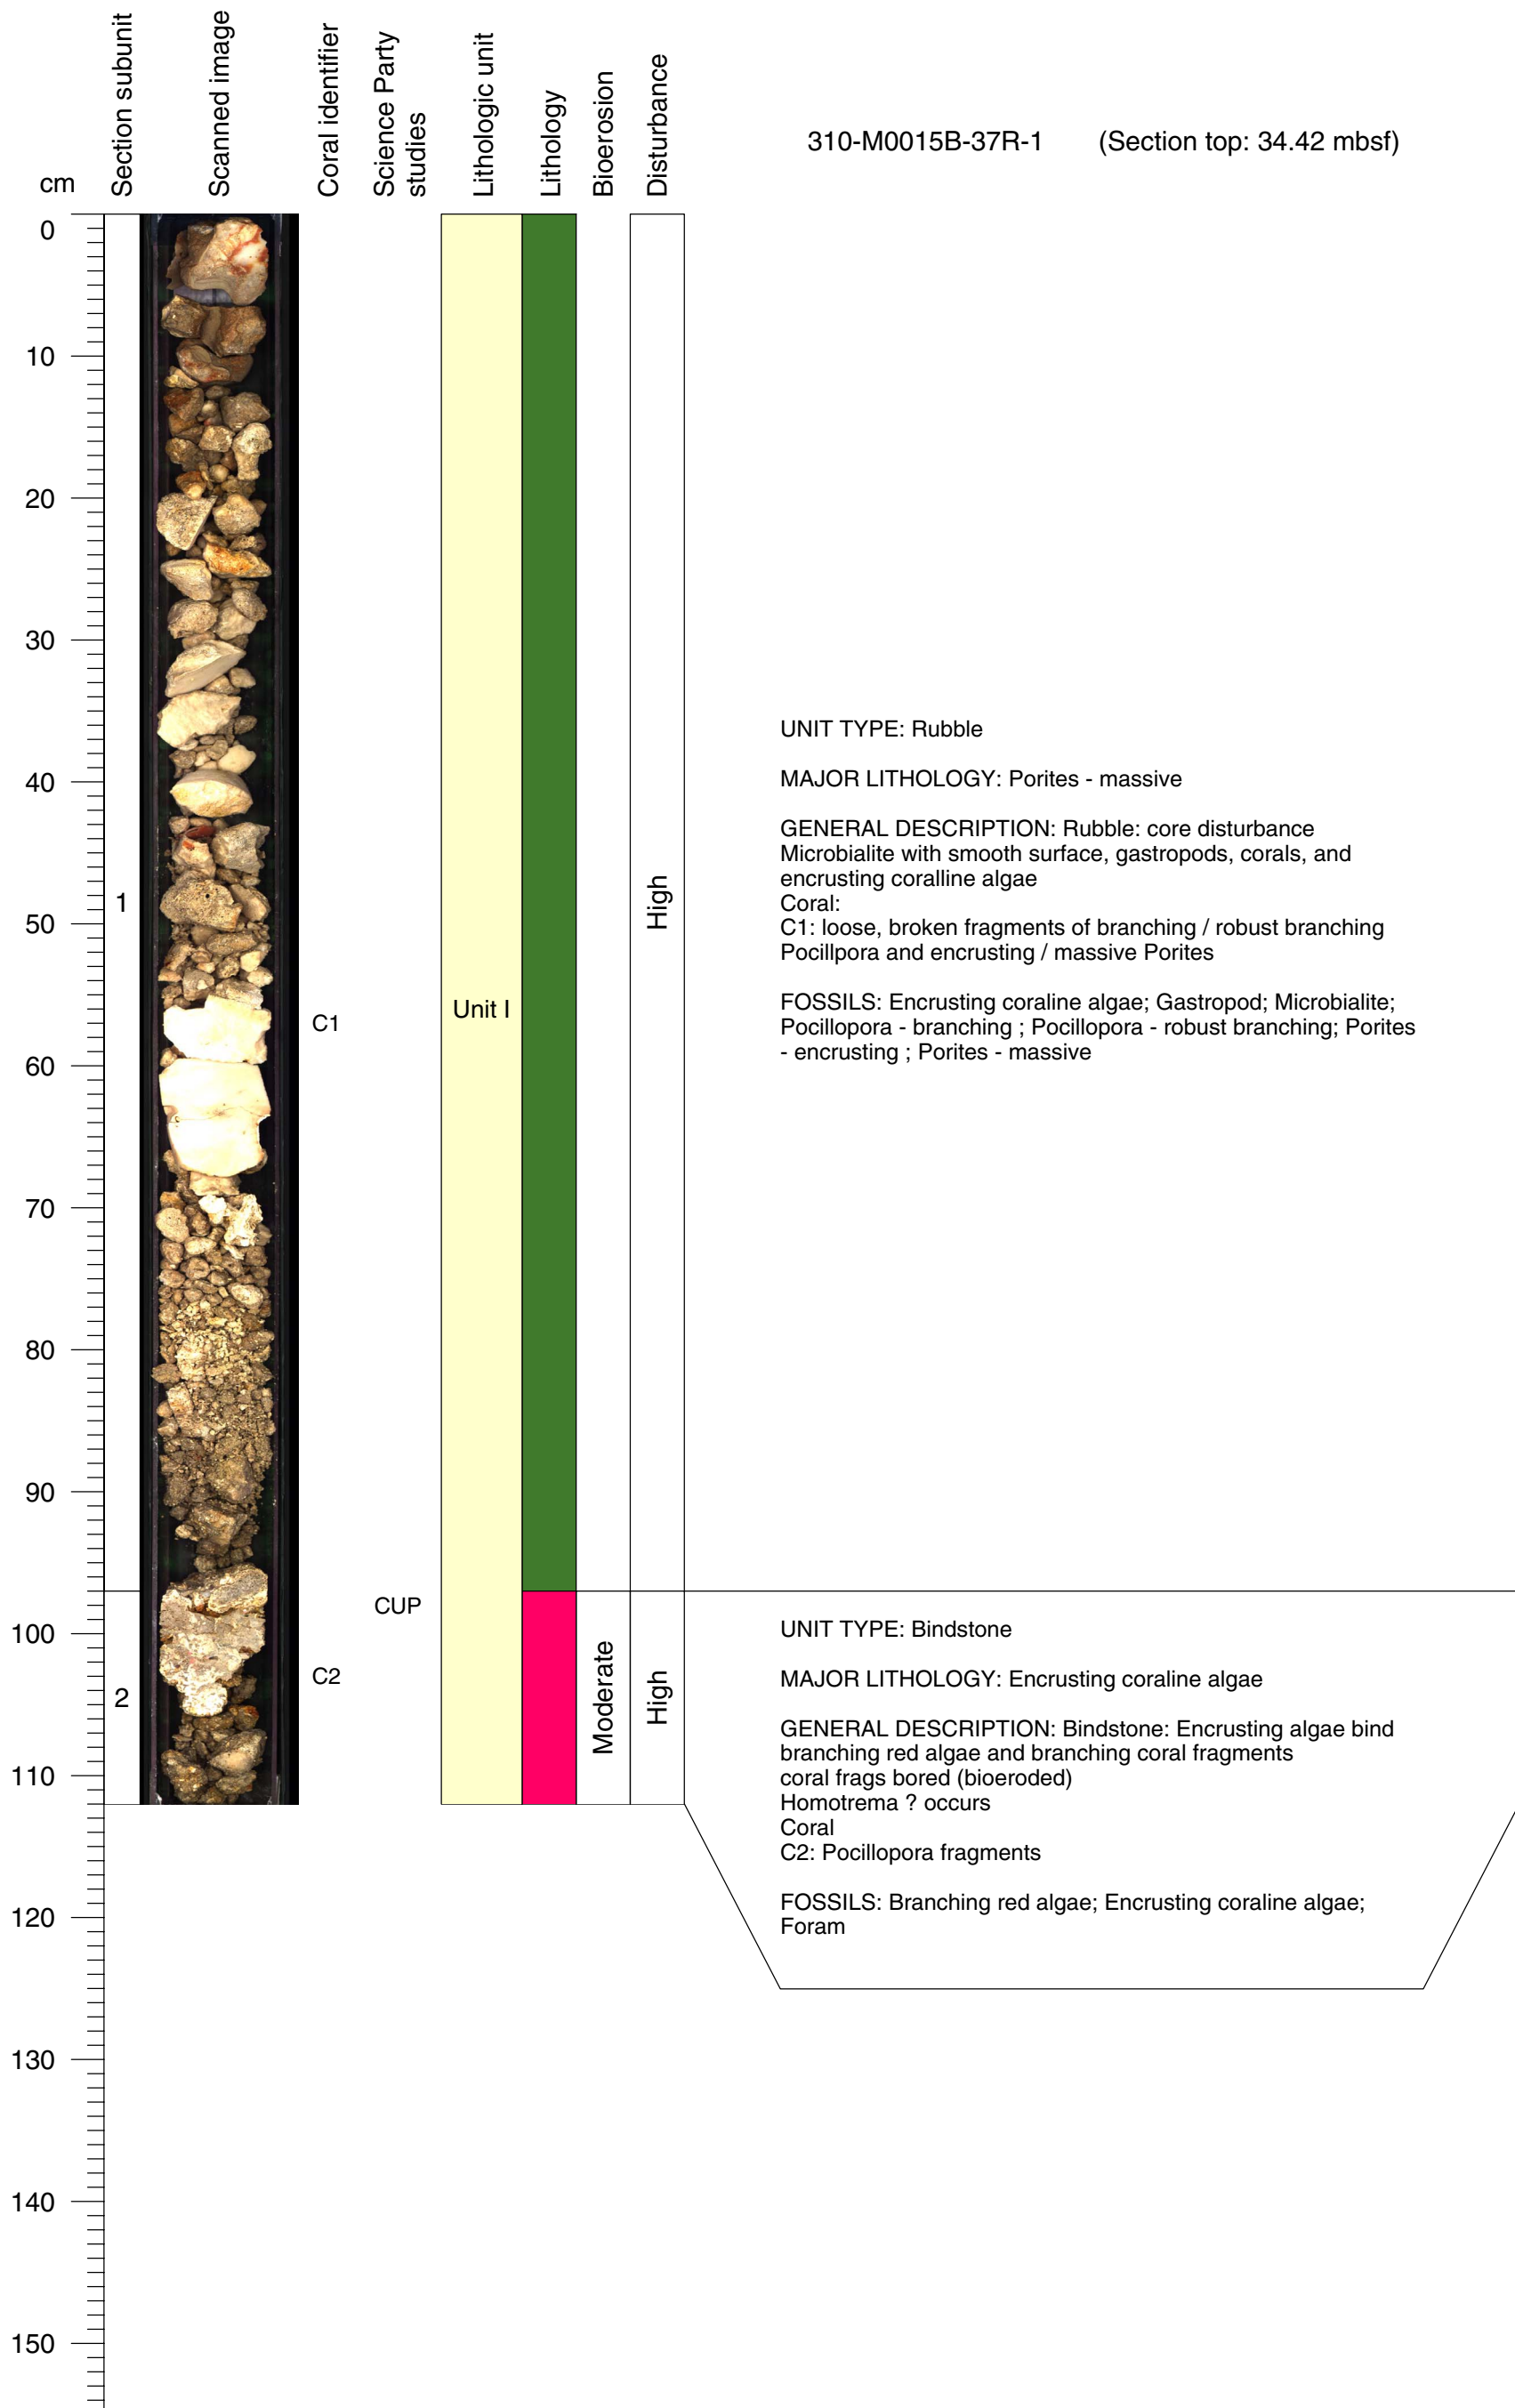 Section subunit
Scanned image
Coral identifier
Science Party
studies
Lithologic unit
Lithology
Bioerosion
Disturbance
310-M0015B-37R-1 (Section top: 34.42 mbsf)
cm
0
10
20
30
40
50
60
70
80
90
100
110
120
130
140
150
1
C1
Unit I
High
UNIT TYPE: Rubble
MAJOR LITHOLOGY: Porites - massive
GENERAL DESCRIPTION: Rubble: core disturbance
Microbialite with smooth surface, gastropods, corals, and
encrusting coralline algae
Coral:
C1: loose, broken fragments of branching / robust branching
Pocillpora and encrusting / massive Porites
FOSSILS: Encrusting coraline algae; Gastropod; Microbialite;
Pocillopora - branching ; Pocillopora - robust branching; Porites
- encrusting ; Porites - massive
2
C2
CUP
Moderate
High
UNIT TYPE: Bindstone
MAJOR LITHOLOGY: Encrusting coraline algae
GENERAL DESCRIPTION: Bindstone: Encrusting algae bind
branching red algae and branching coral fragments
coral frags bored (bioeroded)
Homotrema ? occurs
Coral
C2: Pocillopora fragments
FOSSILS: Branching red algae; Encrusting coraline algae;
Foram